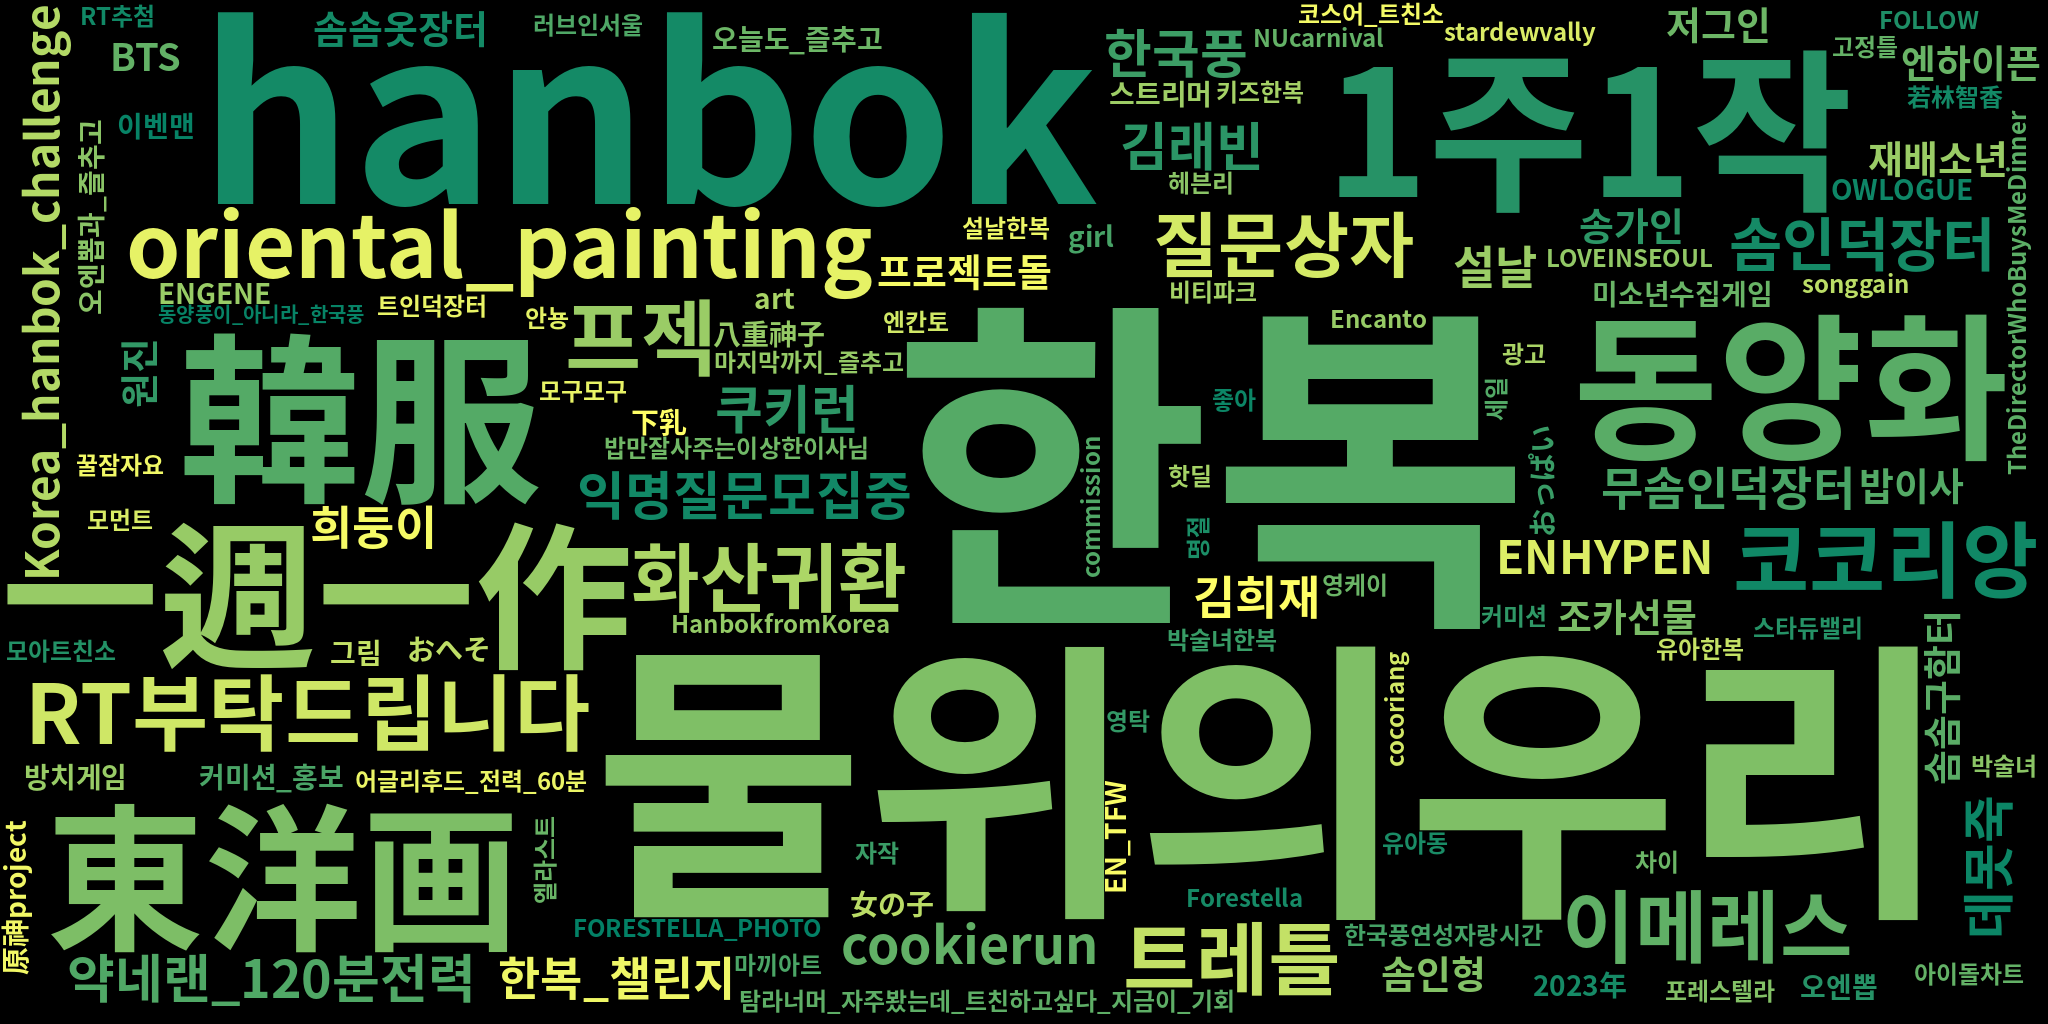 RT추첨
솜솜옷장터
러브인서울
코스어_트친소
저그인
FOLLOW
BTS
hanbok
오늘도_즐추고
한국풍
NUcarnival
stardewvally
고정틀
엔하이픈
Korea_hanbok_challenge
이벤맨
스트리머
키즈한복
1주1작
若林智香
오엔뽑과_즐추고
김래빈
재배소년
TheDirectorWhoBuysMeDinner
헤븐리
OWLOGUE
oriental_painting
설날한복
girl
질문상자
송가인
솜인덕장터
프로젝트돌
설날
LOVEINSEOUL
ENGENE
트인덕장터
art
비티파크
미소년수집게임
songgain
동양풍이_아니라_한국풍
안뇽
프젝
八重神子
엔칸토
Encanto
원진
韓服
마지막까지_즐추고
한복
광고
동양화
모구모구
쿠키런
좋아
세일
下乳
밥만잘사주는이상한이사님
おっぱい
꿀잠자요
익명질문모집중
commission
핫딜
무솜인덕장터
밥이사
모먼트
희둥이
명절
一週一作
화산귀환
ENHYPEN
코코리앙
김희재
영케이
HanbokfromKorea
커미션
조카선물
스타듀밸리
모아트친소
그림
おへそ
박술녀한복
유아한복
솜솜구함터
RT부탁드립니다
물위의우리
영탁
cocoriang
방치게임
커미션_홍보
어글리후드_전력_60분
EN_TFW
박술녀
東洋画
엘라스트
자작
유아동
차이
데못죽
原神project
女の子
Forestella
이메레스
FORESTELLA_PHOTO
cookierun
트레틀
한국풍연성자랑시간
약네랜_120분전력
한복_챌린지
마끼아트
솜인형
2023年
포레스텔라
오엔뽑
아이돌차트
탐라너머_자주봤는데_트친하고싶다_지금이_기회